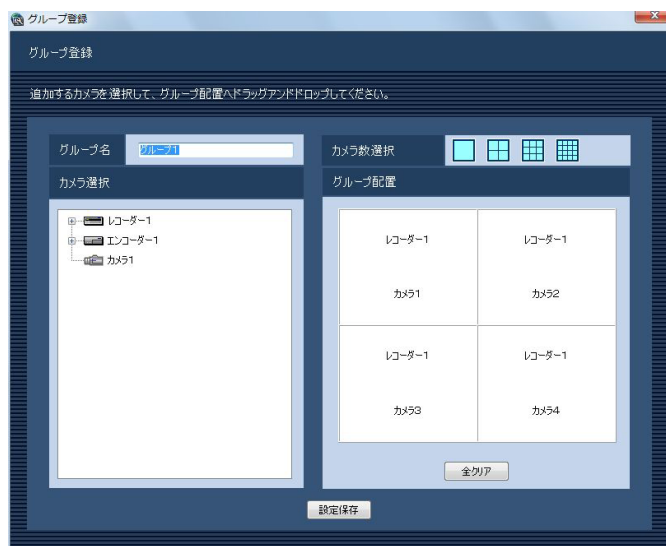 グループ登録
グループ登録
追加するカメラを選択して、グループ配置へドラッグアンドドロップしてください。
グループ名
グループ1
カメラ数選択
カメラ選択
グループ配置
レコーダー1
エンコーダー1
カメラ1
レコーダー1
カメラ1
レコーダー1
カメラ2
レコーダー1
カメラ3
レコーダー1
カメラ4
全クリア
設定保存